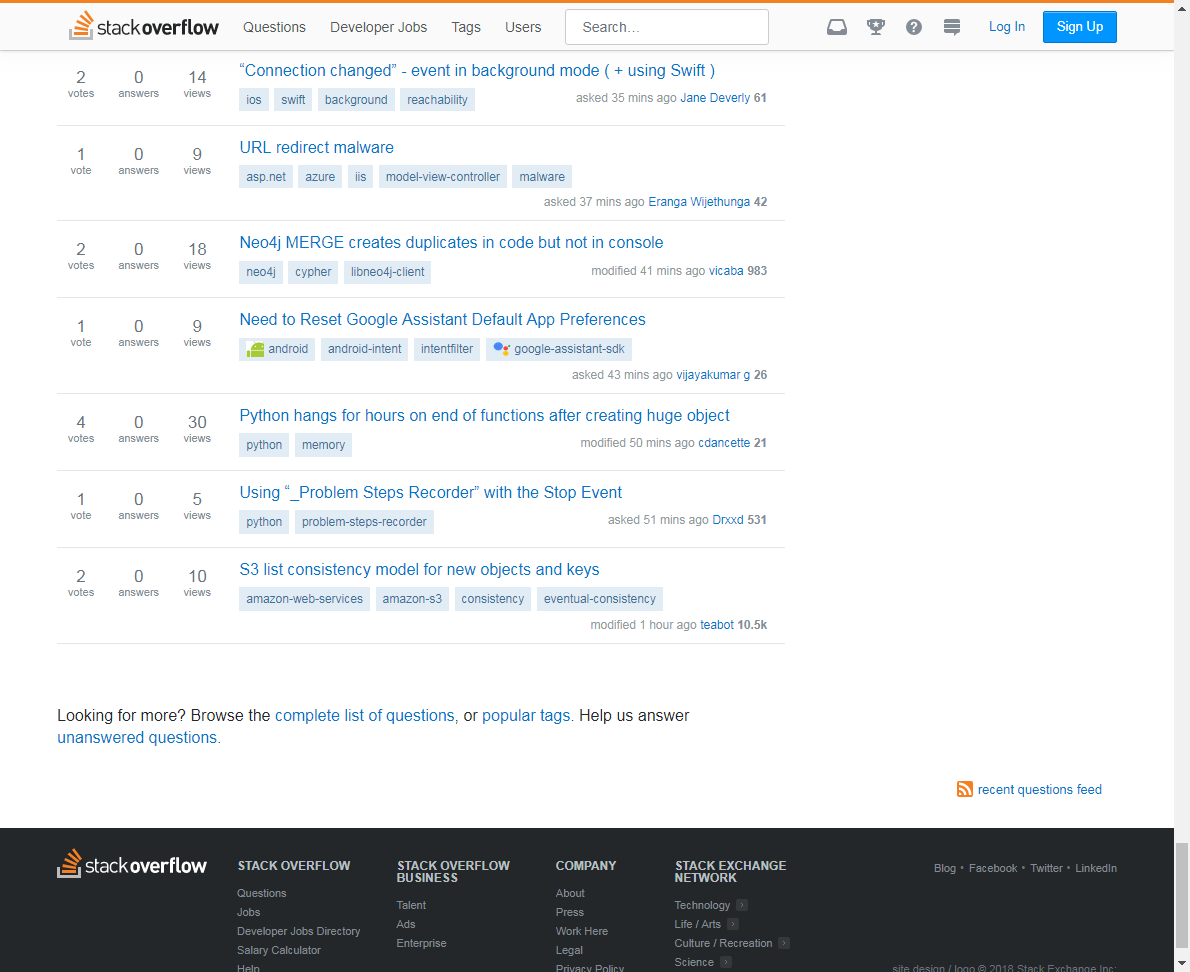 stack overflow Questions Developer Jobs Tags Users Search... Log In Sign Up
2 votes 0 answers 14 views
“Connection changed” - event in background mode ( + using Swift )
ios swift background reachability
asked 35 mins ago Jane Deverly 61
1 vote 0 answers 9 views
URL redirect malware
asp.net azure iis model-view-controller malware
asked 37 mins ago Eranga Wijethunga 42
2 votes 0 answers 18 views
Neo4j MERGE creates duplicates in code but not in console
neo4j cypher libneo4j-client
modified 41 mins ago vicaba 983
1 vote 0 answers 9 views
Need to Reset Google Assistant Default App Preferences
android android-intent intentfilter google-assistant-sdk
asked 43 mins ago vijayakumar g 26
4 votes 0 answers 30 views
Python hangs for hours on end of functions after creating huge object
python memory
modified 50 mins ago cdancette 21
1 vote 0 answers 5 views
Using “_Problem Steps Recorder” with the Stop Event
python problem-steps-recorder
asked 51 mins ago Drxxd 531
2 votes 0 answers 10 views
S3 list consistency model for new objects and keys
amazon-web-services amazon-s3 consistency eventual-consistency
modified 1 hour ago teabot 10.5k
Looking for more? Browse the complete list of questions, or popular tags. Help us answer
unanswered questions.
recent questions feed
stack overflow
STACK OVERFLOW
Questions
Jobs
Developer Jobs Directory
Salary Calculator
Help
STACK OVERFLOW
BUSINESS
Talent
Ads
Enterprise
COMPANY
About
Press
Work Here
Legal
Privacy Policy
STACK EXCHANGE
NETWORK
Technology
Life / Arts
Culture / Recreation
Science
Blog • Facebook • Twitter • LinkedIn
site design / logo © 2018 Stack Exchange Inc;